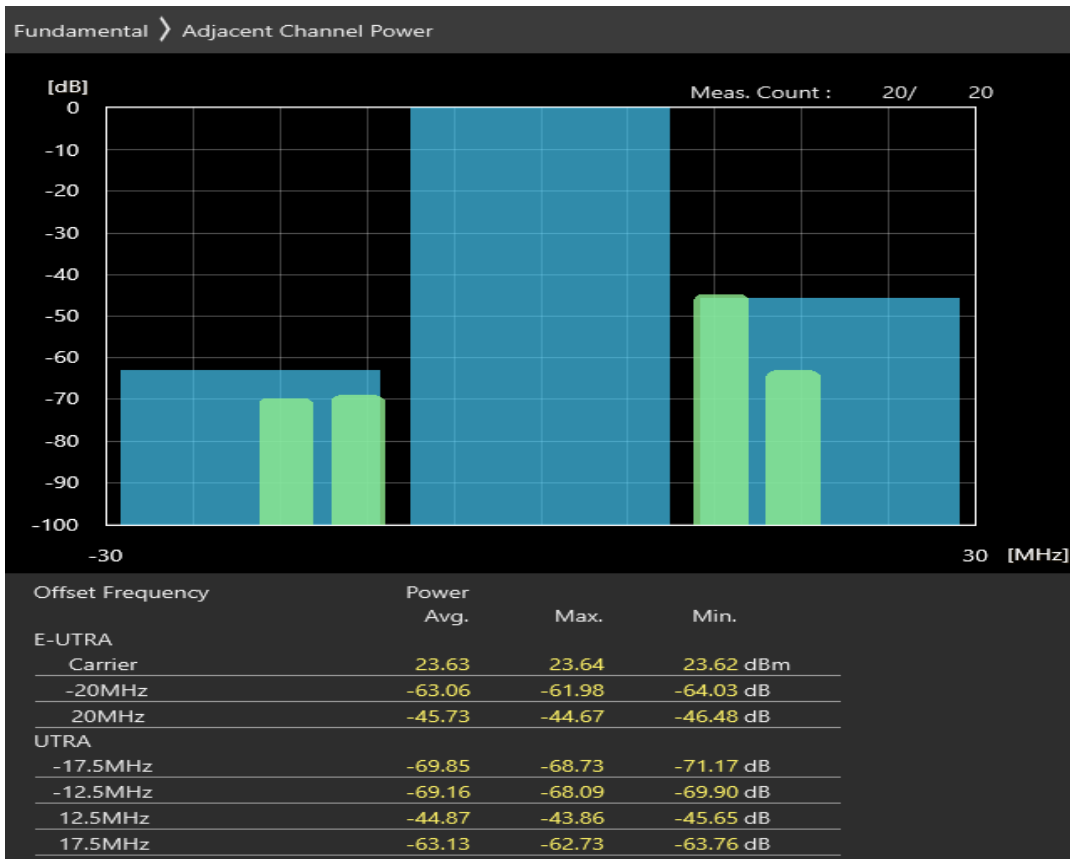 Fundamental 》 Adjacent Channel Power
[dB]
Meas. Count : 20/ 20
0
-10
-20
-30
-40
-50
-60
-70
-80
-90
-100
-30 30 [MHz]
Offset Frequency Power
Avg. Max. Min.
E-UTRA
Carrier 23.63 23.64 23.62 dBm
-20MHz -63.06 -61.98 -64.03 dB
20MHz -45.73 -44.67 -46.48 dB
UTRA
-17.5MHz -69.85 -68.73 -71.17 dB
-12.5MHz -69.16 -68.09 -69.90 dB
12.5MHz -44.87 -43.86 -45.65 dB
17.5MHz -63.13 -62.73 -63.76 dB